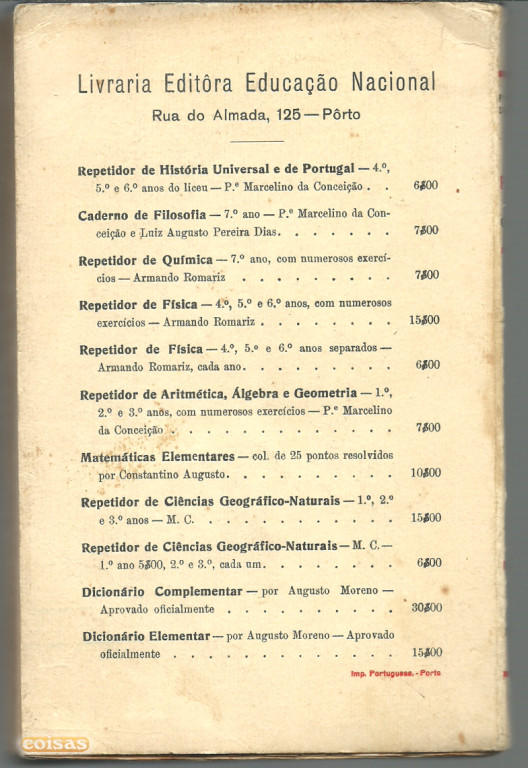 Livraria Editôra Educação Nacional
Rua do Almada, 125 — Pôrto
Repetidor de História Universal e de Portugal — 4.º,
5.º e 6.º anos do liceu — P.e Marcelino da Conceição . . 6$00
Caderno de Filosofia — 7.º ano — P.e Marcelino da Con-
ceição e Luiz Augusto Pereira Dias. . . . . . . 7$00
Repetidor de Química — 7.º ano, com numerosos exercí-
cios — Armando Romariz . . . . . . . . . 7$00
Repetidor de Física — 4.º, 5.º e 6.º anos, com numerosos
exercícios — Armando Romariz . . . . . . . . 15$00
Repetidor de Física — 4.º, 5.º e 6.º anos separados —
Armando Romariz, cada ano. . . . . . . . . 6$00
Repetidor de Aritmética, Álgebra e Geometria — 1.º,
2.º e 3.º anos, com numerosos exercícios — P.e Marcelino
da Conceição . . . . . . . . . . . . 7$00
Matemáticas Elementares — col. de 25 pontos resolvidos
por Constantino Augusto. . . . . . . . . . 10$00
Repetidor de Ciências Geográfico-Naturais — 1.º, 2.º
e 3.º anos — M. C. . . . . . . . . . . 15$00
Repetidor de Ciências Geográfico-Naturais — M. C. —
1.º ano 5$00, 2.º e 3.º, cada um. . . . . . . . 6$00
Dicionário Complementar — por Augusto Moreno —
Aprovado oficialmente . . . . . . . . . 30$00
Dicionário Elementar — por Augusto Moreno — Aprovado
oficialmente . . . . . . . . . . . . 15$00
Imp. Portuguesa. - Porto
coisas